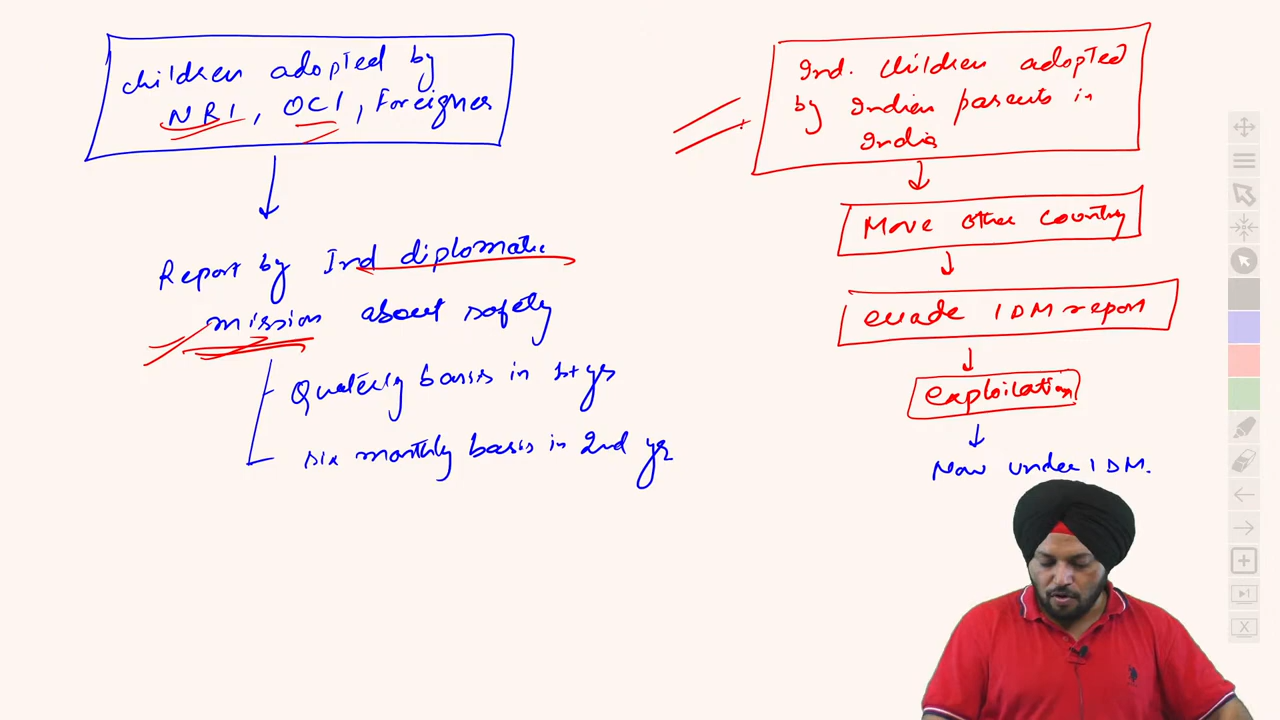 children adopted by
NRI, OCI, Foreigner
Report by Ind diplomatic
mission about safety
Quaterly basis in 1st yr
six monthly basis in 2nd yr
Ind. children adopted
by Indian parents in
India
Move other country
evade IDM report
exploitation
Now under IDM.